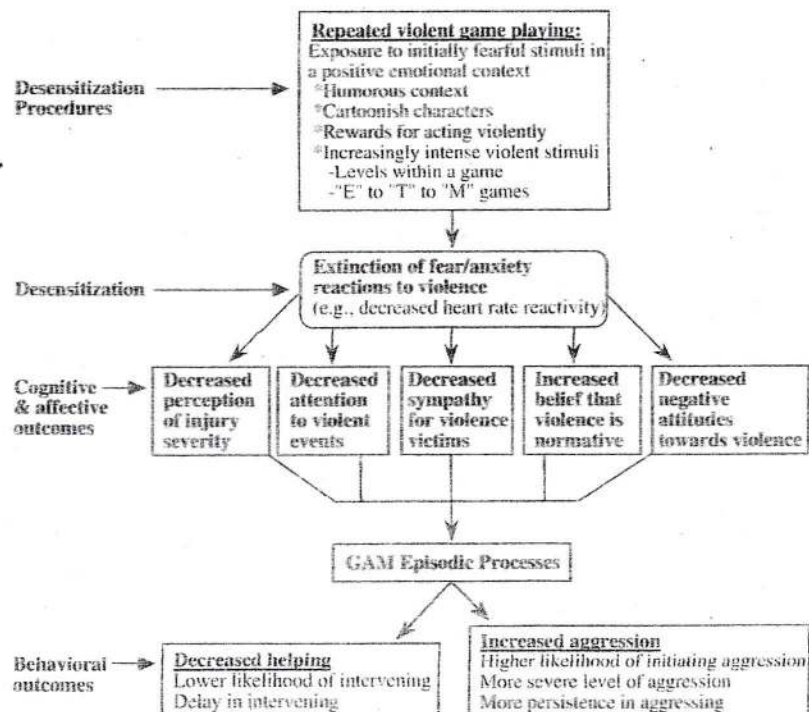 Repeated violent game playing:
Exposure to initially fearful stimuli in
a positive emotional context
*Humorous context
*Cartoonish characters
*Rewards for acting violently
*Increasingly intense violent stimuli
-Levels within a game
-"E" to "T" to "M" games
Desensitization
Procedures
Extinction of fear/anxiety
reactions to violence
(e.g., decreased heart rate reactivity)
Desensitization
Cognitive
& affective
outcomes
Decreased
perception
of injury
severity
Decreased
attention
to violent
events
Decreased
sympathy
for violence
victims
Increased
belief that
violence is
normative
Decreased
negative
attitudes
towards violence
GAM Episodic Processes
Behavioral
outcomes
Decreased helping
Lower likelihood of intervening
Delay in intervening
Increased aggression
Higher likelihood of initiating aggression
More severe level of aggression
More persistence in aggressing